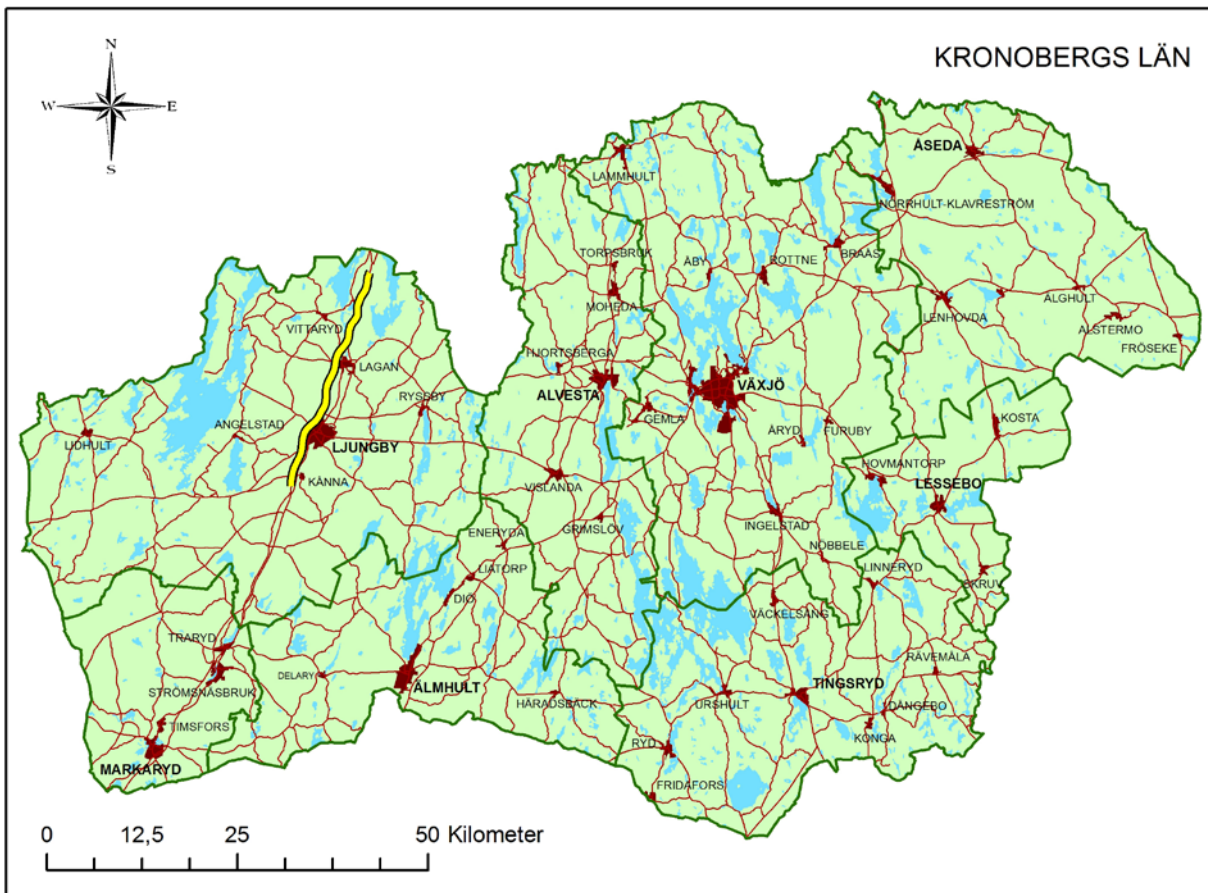 KRONOBERGS LÄN
N
W
E
S
ÅSEDA
LAMMHULT
NORRHULT-KLAVRESTRÖM
TORPSBRUK
ÅBY
ROTTNE
BRAÅS
MOHEDA
LENHOVDA
ÄLGHULT
ALSTERMO
FRÖSEKE
VITTARYD
LAGAN
HJORTSBERGA
ALVESTA
VÄXJÖ
RYSSBY
GEMLA
KOSTA
LIDHULT
ANGELSTAD
LJUNGBY
ÅRYD
FURUBY
HOVMANTORP
LESSEBO
KÅNNA
VISLANDA
GRIMSLÖV
INGELSTAD
ENERYDA
NÖBBELE
LINNERYD
SKRUV
LIATORP
DIÖ
VÄCKELSÅNG
TRARYD
DELARY
ÄLMHULT
RÄVEMÅLA
STRÖMSNÄSBRUK
HÄRADSBÄCK
URSHULT
TINGSRYD
DÅNGEBO
KONGA
TIMSFORS
RYD
MARKARYD
FRIDAFORS
0 12,5 25 50 Kilometer